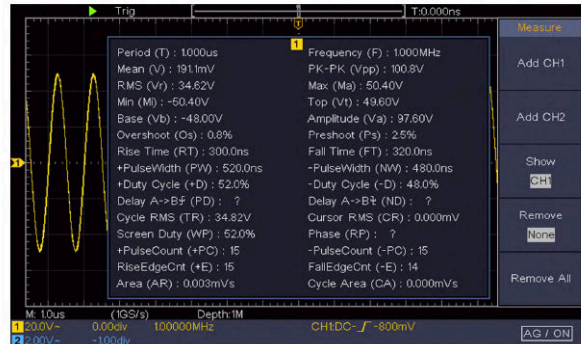 Trig T:0.000ns
Measure
1
Period (T) : 1.000us Frequency (F) : 1.000MHz
Mean (V) : 191.1mV PK-PK (Vpp) : 100.8V
RMS (Vr) : 34.62V Max (Ma) : 50.40V
Min (Mi) : -50.40V Top (Vt) : 49.60V
Base (Vb) : -48.00V Amplitude (Va) : 97.60V
Overshoot (Os) : 0.8% Preshoot (Ps) : 2.5%
Rise Time (RT) : 300.0ns Fall Time (FT) : 320.0ns
+PulseWidth (PW) : 520.0ns -PulseWidth (NW) : 480.0ns
+Duty Cycle (+D) : 52.0% -Duty Cycle (-D) : 48.0%
Delay A->B (PD) : ? Delay A->B (ND) : ?
Cycle RMS (TR) : 34.82V Cursor RMS (CR) : 0.000mV
Screen Duty (WP) : 52.0% Phase (RP) : ?
+PulseCount (+PC) : 15 -PulseCount (-PC) : 15
RiseEdgeCnt (+E) : 15 FallEdgeCnt (-E) : 14
Area (AR) : 0.003mVs Cycle Area (CA) : 0.000mVs
1
Add CH1
Add CH2
Show
CH1
Remove
None
Remove All
M: 1.0us (1GS/s) Depth:1M
1 20.0V~ 0.00div 1.00000MHz CH1:DC- -800mV
2 2.00V~ -1.00div
AG / ON